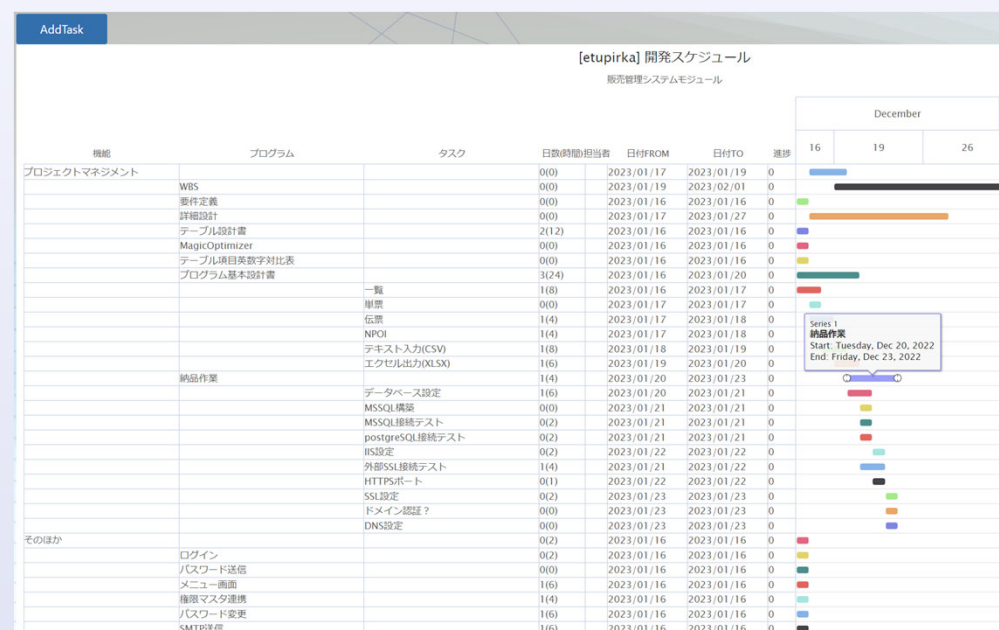 AddTask
[etupirka] 開発スケジュール
販売管理システムモジュール
December
機能 プログラム タスク 日数(時間) 担当者 日付FROM 日付TO 進捗 16 19 26
プロジェクトマネジメント 0(0) 2023/01/17 2023/01/19 0
WBS 0(0) 2023/01/19 2023/02/01 0
要件定義 0(0) 2023/01/16 2023/01/16 0
詳細設計 0(0) 2023/01/17 2023/01/27 0
テーブル設計書 2(12) 2023/01/16 2023/01/16 0
MagicOptimizer 0(0) 2023/01/16 2023/01/16 0
テーブル項目英数字対比表 0(0) 2023/01/16 2023/01/16 0
プログラム基本設計書 3(24) 2023/01/16 2023/01/20 0
一覧 1(8) 2023/01/16 2023/01/17 0
単票 0(0) 2023/01/17 2023/01/17 0
伝票 1(4) 2023/01/17 2023/01/18 0
NPOI 1(4) 2023/01/17 2023/01/18 0
テキスト入力(CSV) 1(8) 2023/01/18 2023/01/19 0
エクセル出力(XLSX) 1(6) 2023/01/19 2023/01/20 0
Series 1
納品作業
Start: Tuesday, Dec 20, 2022
End: Friday, Dec 23, 2022
納品作業 1(4) 2023/01/20 2023/01/23 0
データベース設定 1(6) 2023/01/20 2023/01/21 0
MSSQL構築 0(0) 2023/01/21 2023/01/21 0
MSSQL接続テスト 0(2) 2023/01/21 2023/01/21 0
postgreSQL接続テスト 0(2) 2023/01/21 2023/01/21 0
IIS設定 0(2) 2023/01/22 2023/01/22 0
外部SSL接続テスト 1(4) 2023/01/21 2023/01/22 0
HTTPSポート 0(1) 2023/01/22 2023/01/22 0
SSL設定 0(2) 2023/01/23 2023/01/23 0
ドメイン認証？ 0(0) 2023/01/23 2023/01/23 0
DNS設定 0(0) 2023/01/23 2023/01/23 0
そのほか 0(2) 2023/01/16 2023/01/16 0
ログイン 0(2) 2023/01/16 2023/01/16 0
パスワード送信 0(0) 2023/01/16 2023/01/16 0
メニュー画面 1(6) 2023/01/16 2023/01/16 0
権限マスタ連携 1(4) 2023/01/16 2023/01/16 0
パスワード変更 1(6) 2023/01/16 2023/01/16 0
SMTP送信 1(6) 2023/01/16 2023/01/16 0